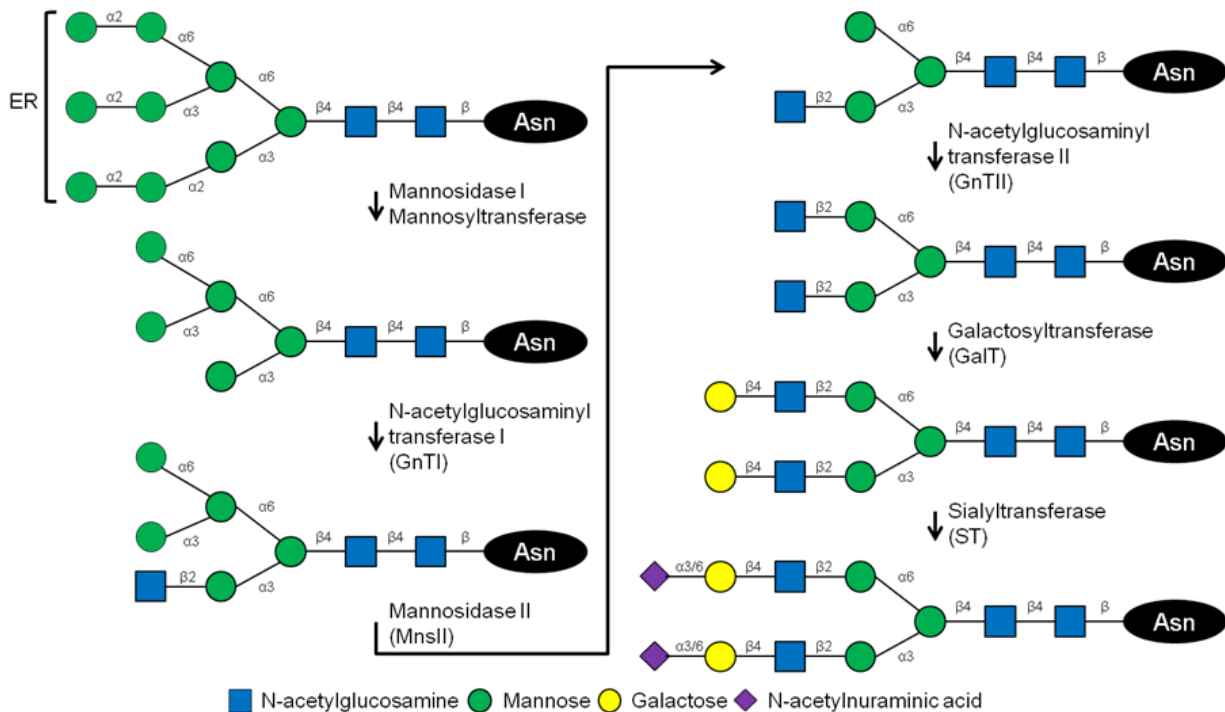 ER
α2
α6
α2
α3
α6
α2
α2
α3
β4
β4
β
Asn
Mannosidase I
Mannosyltransferase
α6
α3
α6
α3
β4
β4
β
Asn
N-acetylglucosaminyl
transferase I
(GnTI)
α6
α3
α6
β2
α3
β4
β4
β
Asn
Mannosidase II
(MnsII)
α6
β2
α3
β4
β4
β
Asn
N-acetylglucosaminyl
transferase II
(GnTII)
β2
α6
β2
α3
β4
β4
β
Asn
Galactosyltransferase
(GalT)
β4
β2
α6
β4
β2
α3
β4
β4
β
Asn
Sialyltransferase
(ST)
α3/6
β4
β2
α6
α3/6
β4
β2
α3
β4
β4
β
Asn
N-acetylglucosamine
Mannose
Galactose
N-acetylnuraminic acid